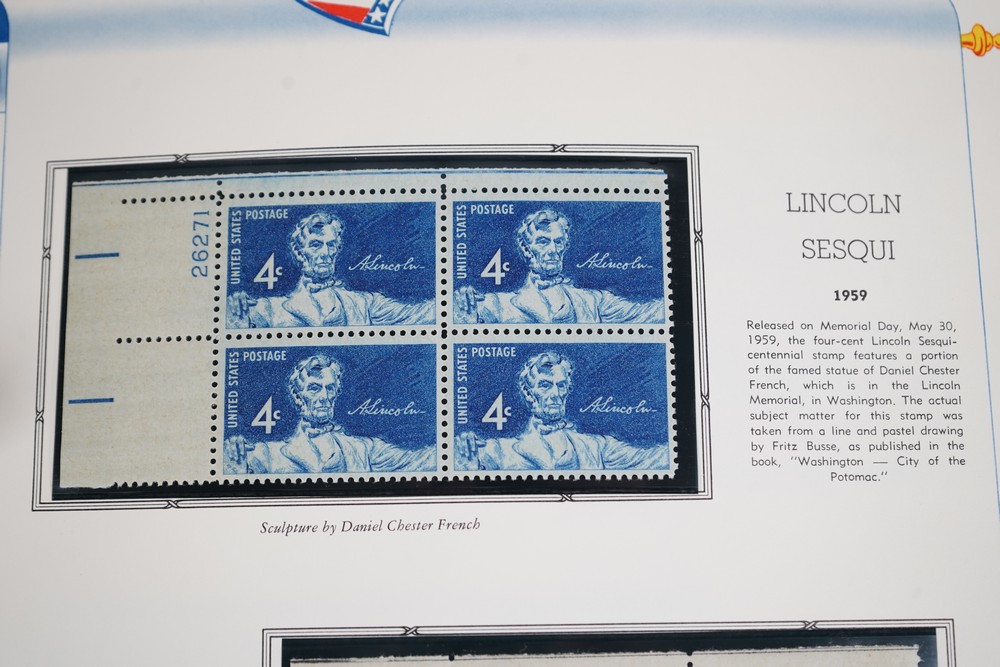 26271
UNITED STATES
POSTAGE
4c
A. Lincoln
UNITED STATES
POSTAGE
4c
A. Lincoln
UNITED STATES
POSTAGE
4c
A. Lincoln
UNITED STATES
POSTAGE
4c
A. Lincoln
Sculpture by Daniel Chester French
LINCOLN
SESQUI
1959
Released on Memorial Day, May 30,
1959, the four-cent Lincoln Sesqui-
centennial stamp features a portion
of the famed statue of Daniel Chester
French, which is in the Lincoln
Memorial, in Washington. The actual
subject matter for this stamp was
taken from a line and pastel drawing
by Fritz Busse, as published in the
book, "Washington — City of the
Potomac."